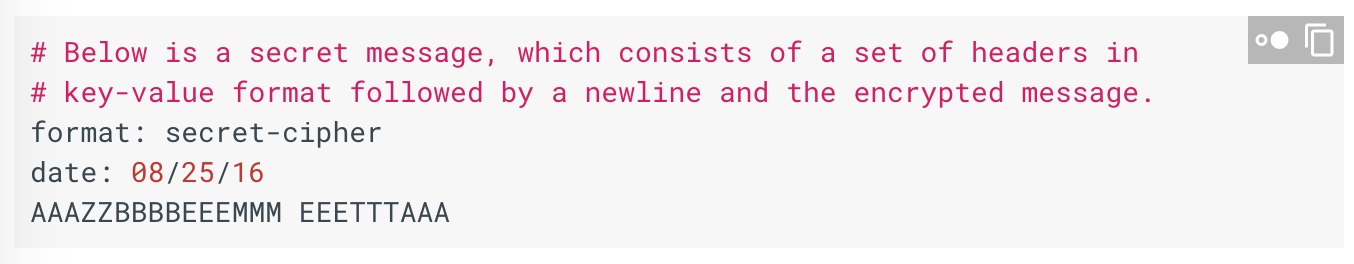 # Below is a secret message, which consists of a set of headers in
# key-value format followed by a newline and the encrypted message.
format: secret-cipher
date: 08/25/16
AAAZZBBBBEEEMMM EEETTTAAA